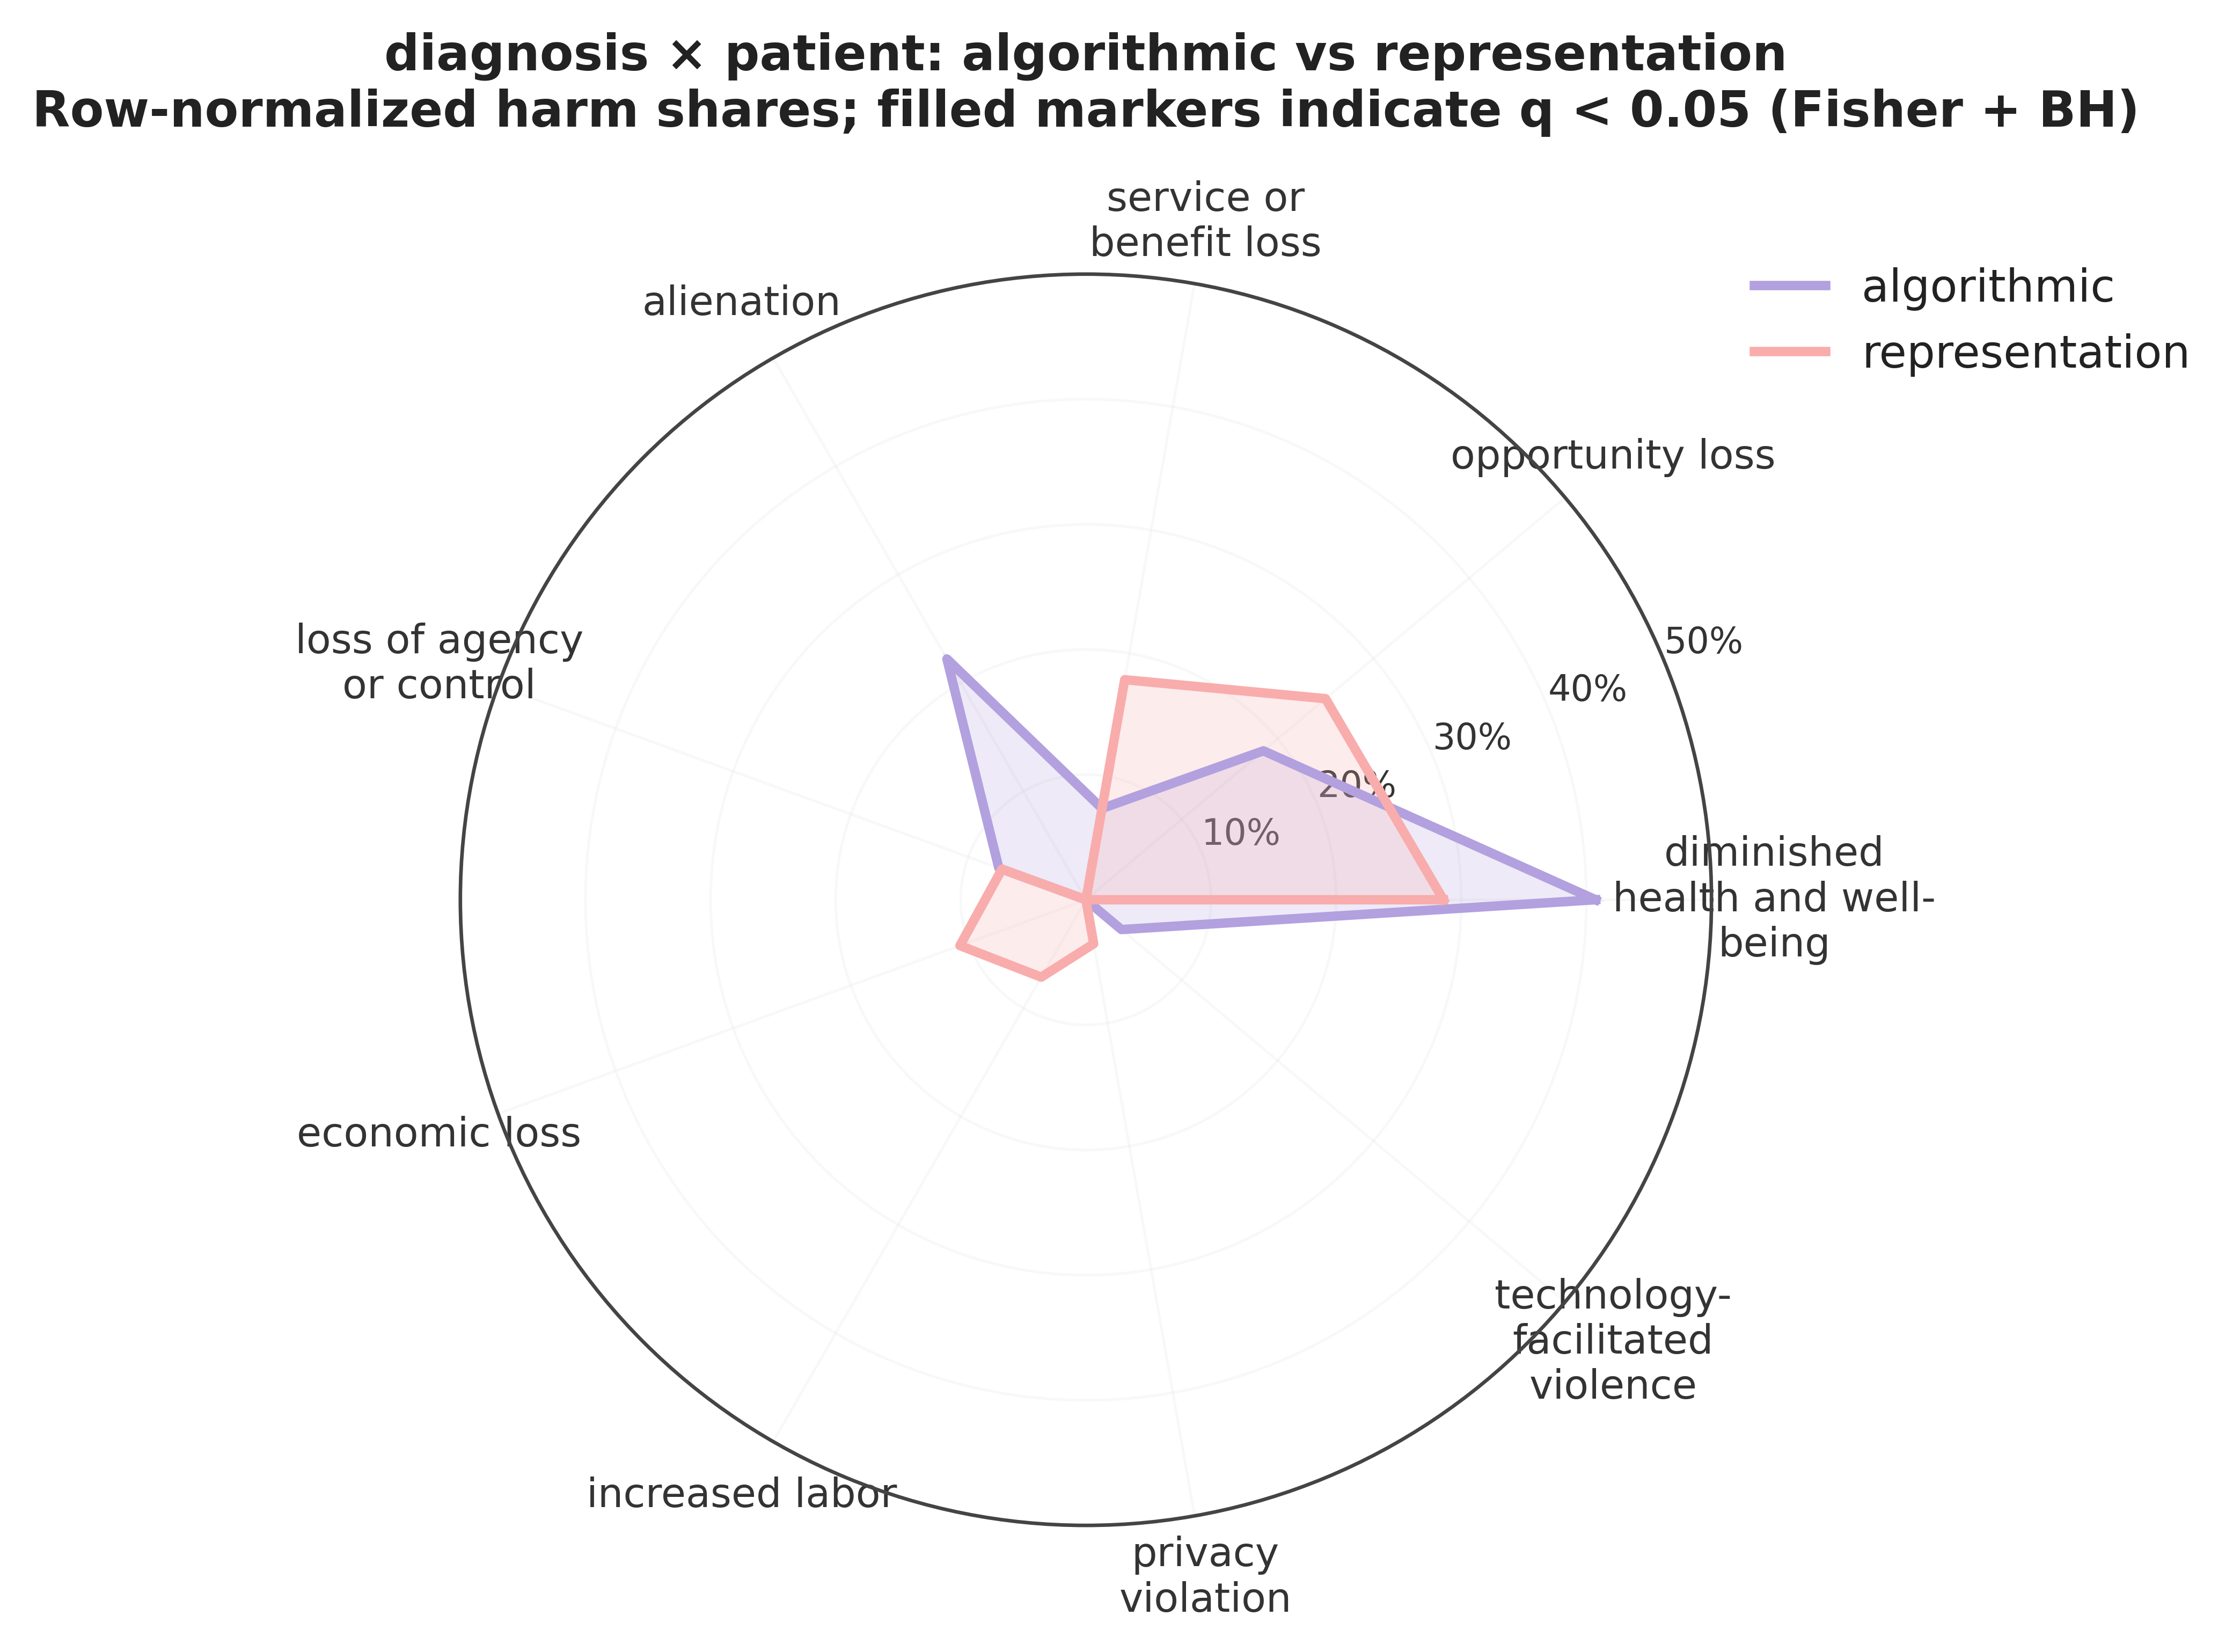 diagnosis × patient: algorithmic vs representation
Row-normalized harm shares; filled markers indicate q < 0.05 (Fisher + BH)
service or
benefit loss
alienation
algorithmic
representation
opportunity loss
loss of agency
or control
50%
40%
30%
20%
10%
diminished
health and well-
being
economic loss
technology-
facilitated
violence
increased labor
privacy
violation